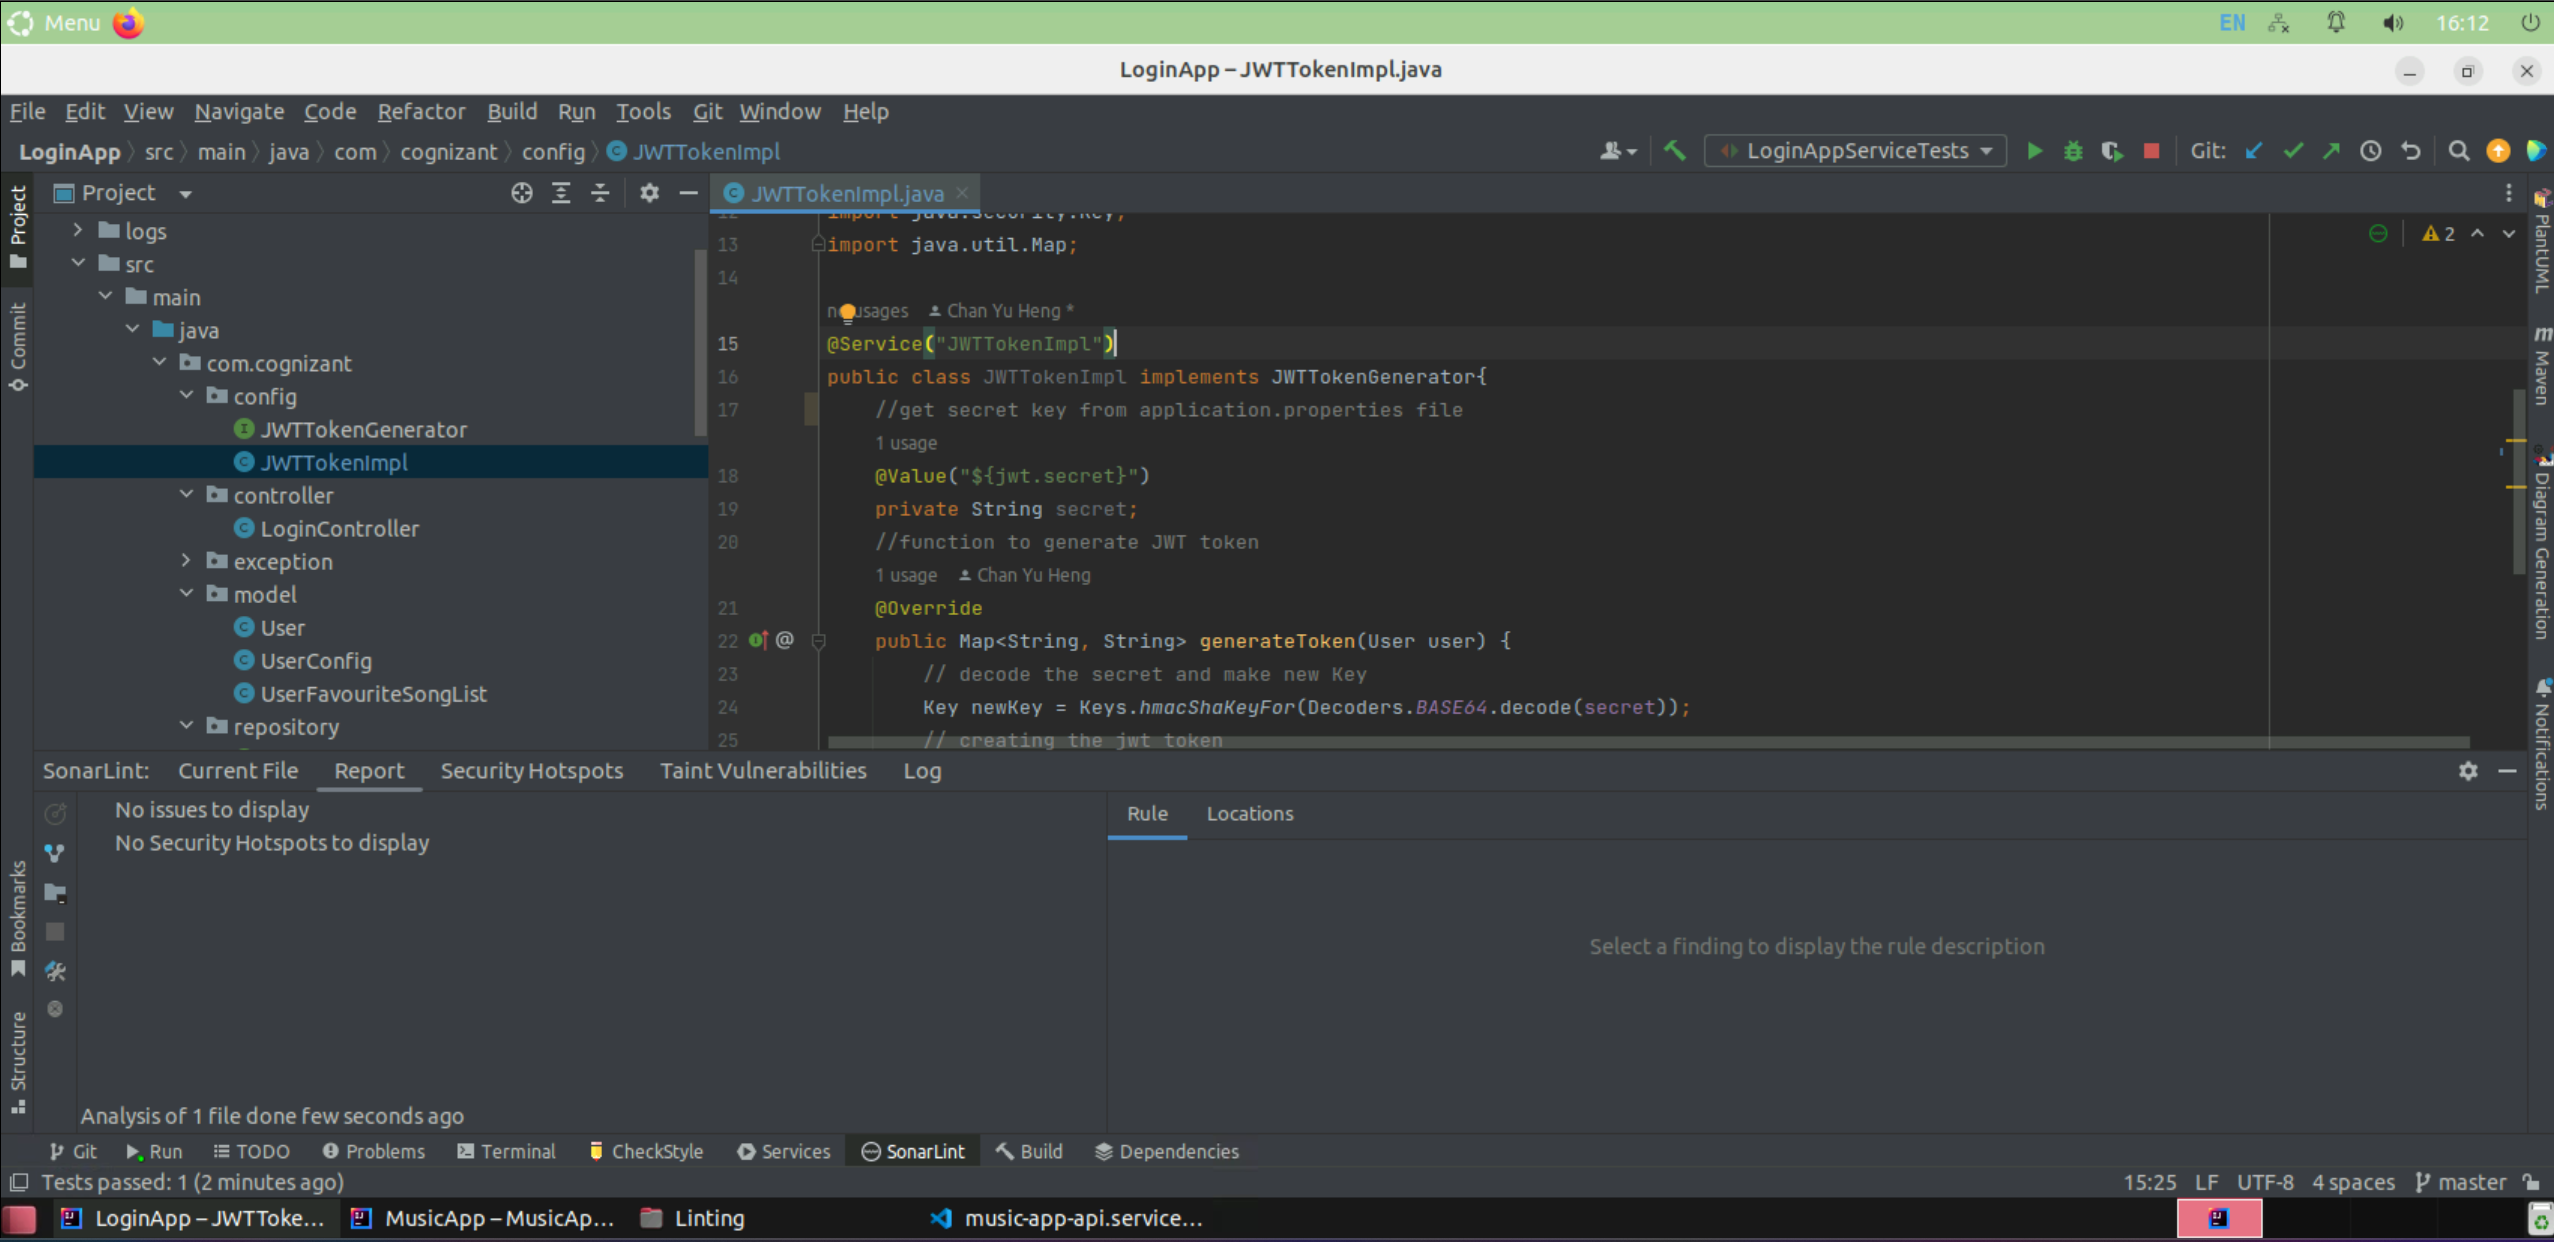 Menu
EN
16:12
LoginApp – JWTTokenImpl.java
File Edit View Navigate Code Refactor Build Run Tools Git Window Help
LoginApp src main java com cognizant config JWTTokenImpl
LoginAppServiceTests
Git:
Project
JWTTokenImpl.java
logs
src
main
java
com.cognizant
config
JWTTokenGenerator
JWTTokenImpl
controller
LoginController
exception
model
User
UserConfig
UserFavouriteSongList
repository
12 import java.security.Key;
13 import java.util.Map;
14
no usages Chan Yu Heng *
15 @Service("JWTTokenImpl")
16 public class JWTTokenImpl implements JWTTokenGenerator{
17 //get secret key from application.properties file
1 usage
18 @Value("${jwt.secret}")
19 private String secret;
20 //function to generate JWT token
1 usage Chan Yu Heng
21 @Override
22 public Map<String, String> generateToken(User user) {
23 // decode the secret and make new Key
24 Key newKey = Keys.hmacShaKeyFor(Decoders.BASE64.decode(secret));
25 // creating the jwt token
2
Project
Commit
Bookmarks
Structure
PlantUML
Maven
Diagram Generation
Notifications
SonarLint: Current File Report Security Hotspots Taint Vulnerabilities Log
No issues to display
No Security Hotspots to display
Rule Locations
Select a finding to display the rule description
Analysis of 1 file done few seconds ago
Git Run TODO Problems Terminal CheckStyle Services SonarLint Build Dependencies
Tests passed: 1 (2 minutes ago)
15:25 LF UTF-8 4 spaces master
LoginApp – JWTToke... MusicApp – MusicAp... Linting music-app-api.service...